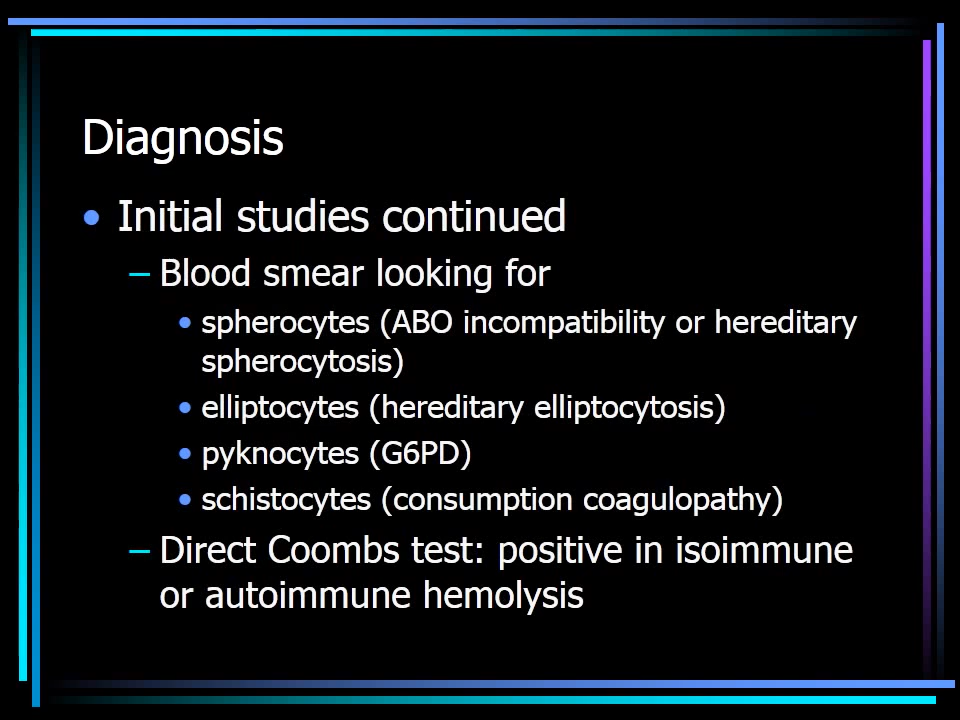 Diagnosis
• Initial studies continued
– Blood smear looking for
• spherocytes (ABO incompatibility or hereditary
spherocytosis)
• elliptocytes (hereditary elliptocytosis)
• pyknocytes (G6PD)
• schistocytes (consumption coagulopathy)
– Direct Coombs test: positive in isoimmune
or autoimmune hemolysis